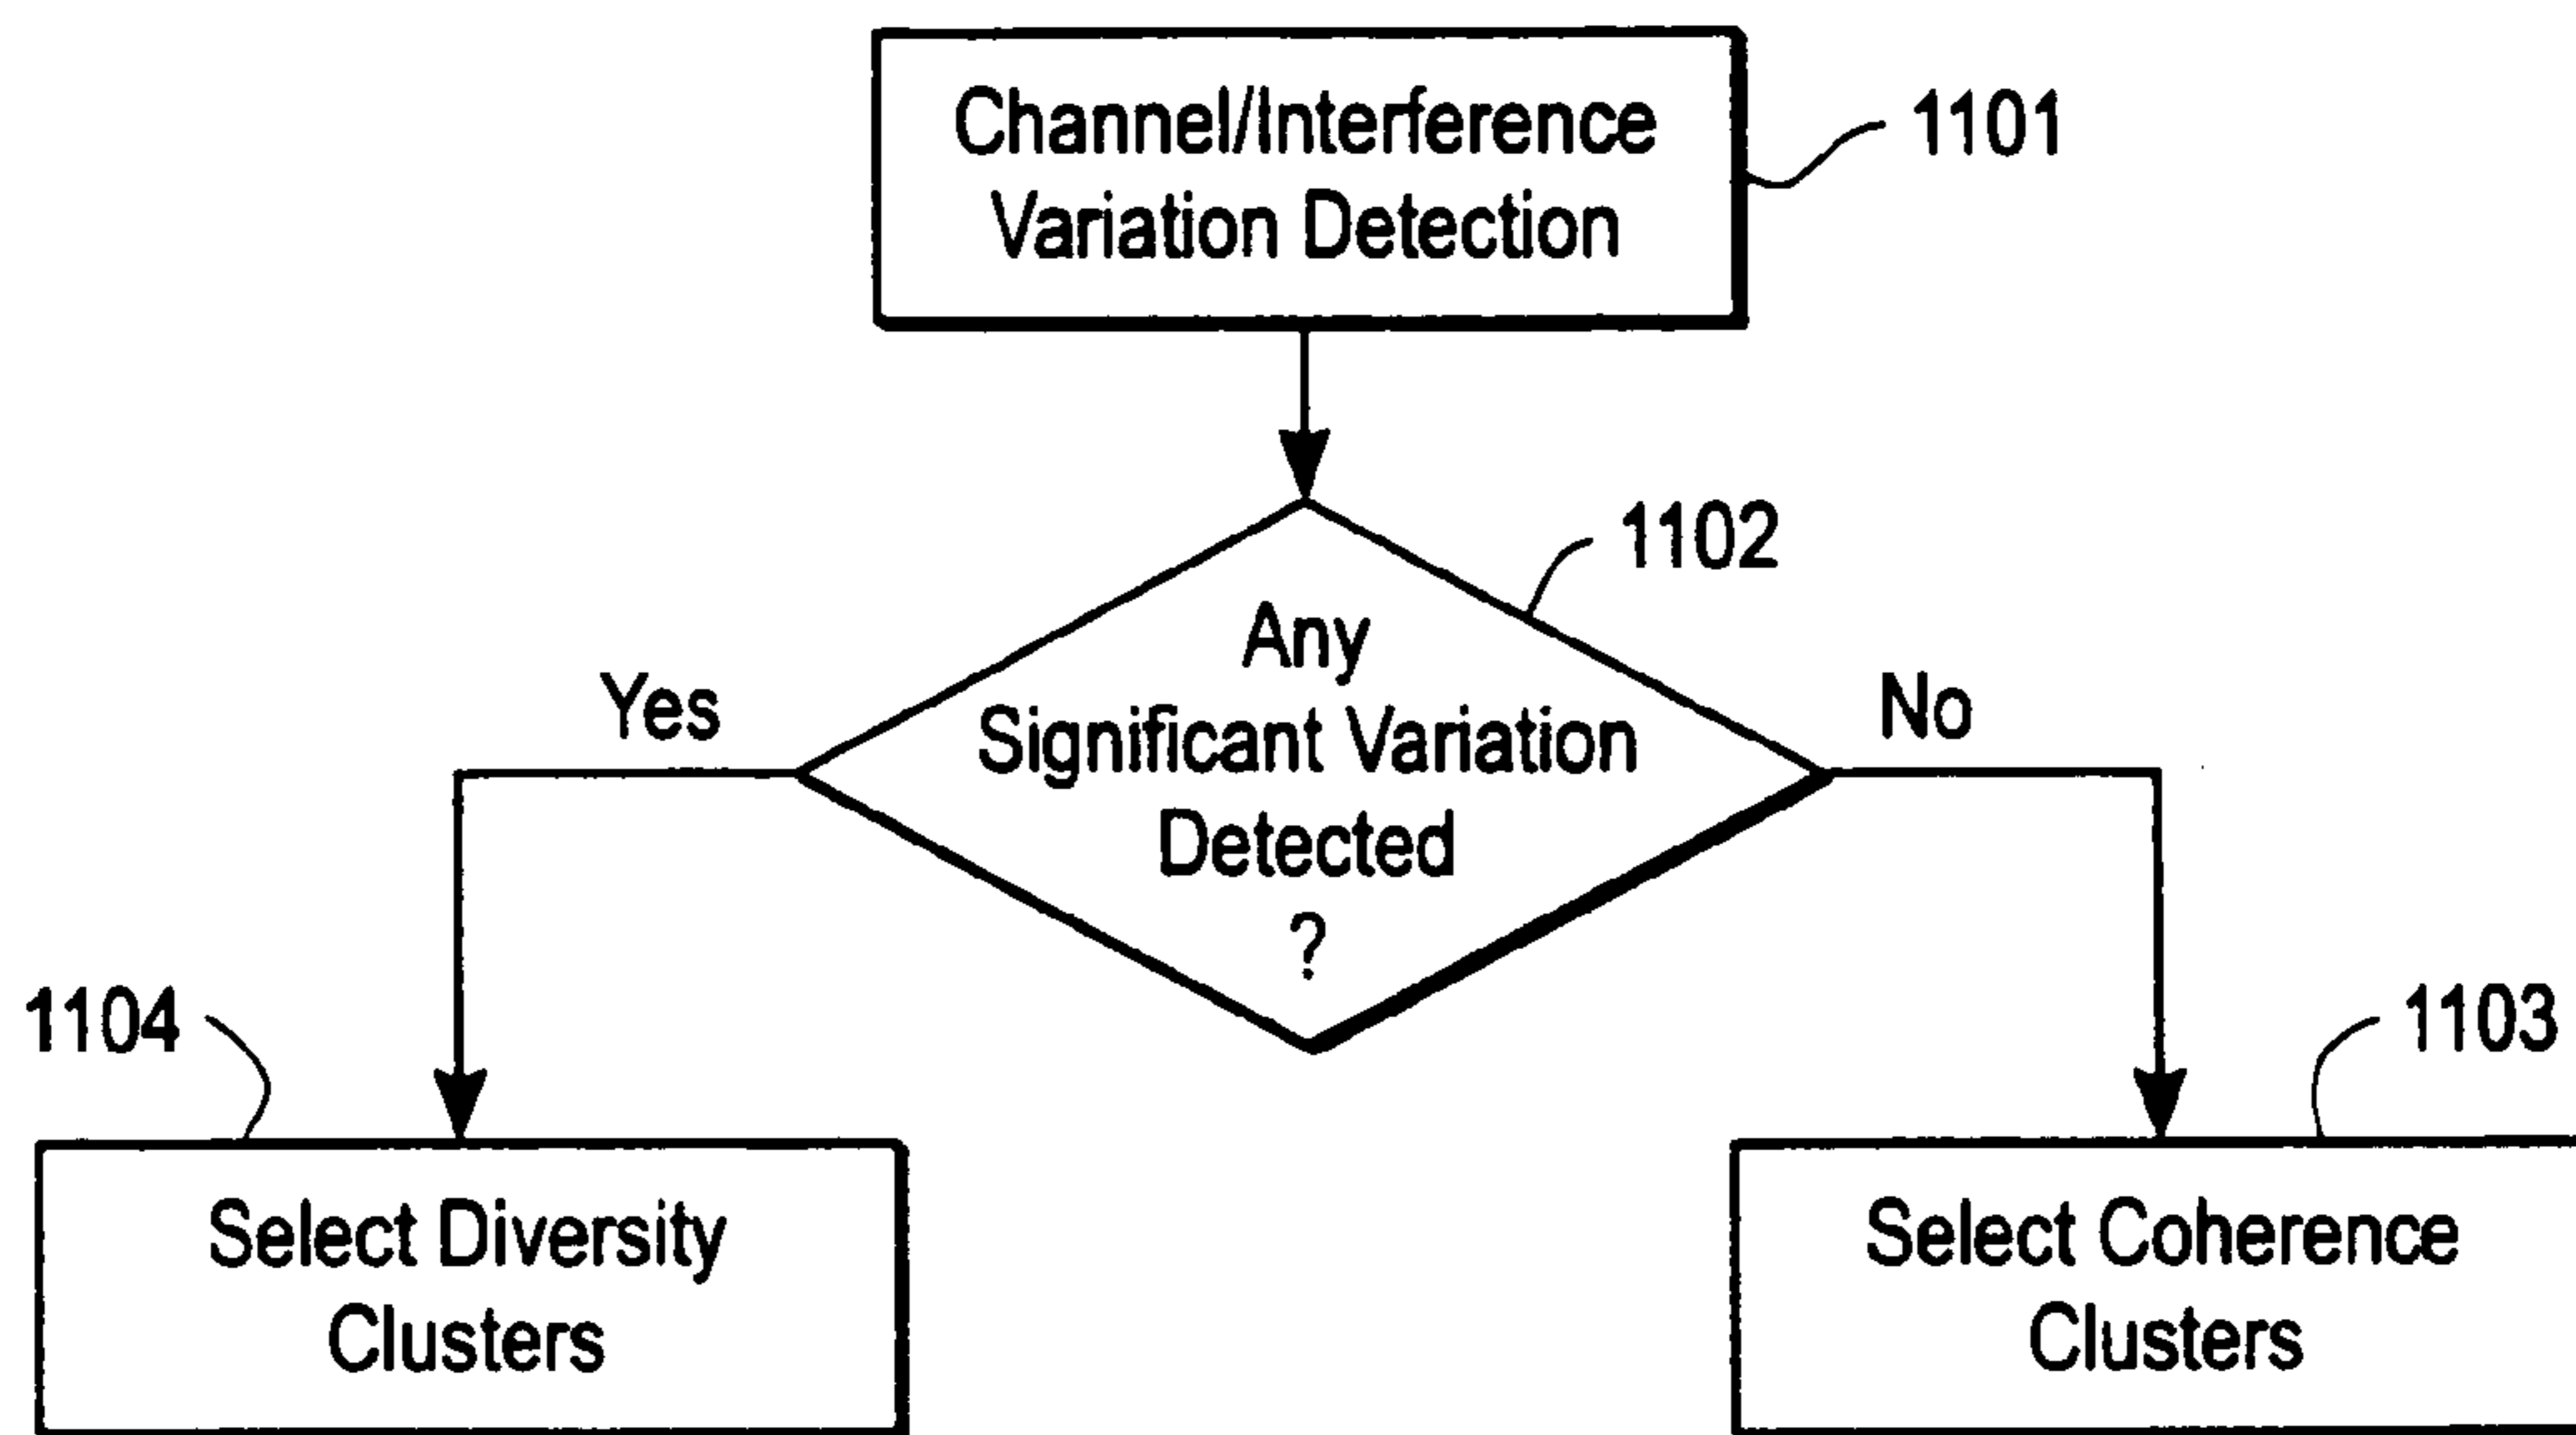 Channel/Interference
Variation Detection
1101
1102
Any
Significant Variation
Detected
?
Yes
No
1104
1103
Select Diversity
Clusters
Select Coherence
Clusters